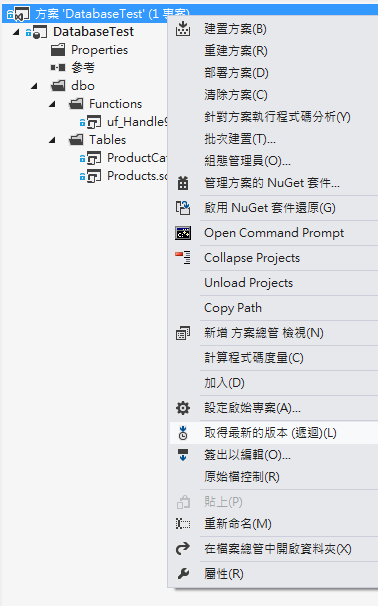 方案 'DatabaseTest' (1 專案)
DatabaseTest
Properties
參考
dbo
Functions
uf_Handle
Tables
ProductCa
Products.s
建置方案(B)
重建方案(R)
部署方案(D)
清除方案(C)
針對方案執行程式碼分析(Y)
批次建置(T)...
組態管理員(O)...
管理方案的 NuGet 套件...
啟用 NuGet 套件還原(G)
Open Command Prompt
Collapse Projects
Unload Projects
Copy Path
新增 方案總管 檢視(N)
計算程式碼度量(C)
加入(D)
設定啟始專案(A)...
取得最新的版本 (遞迴)(L)
簽出以編輯(O)...
原始檔控制(R)
貼上(P)
重新命名(M)
在檔案總管中開啟資料夾(X)
屬性(R)